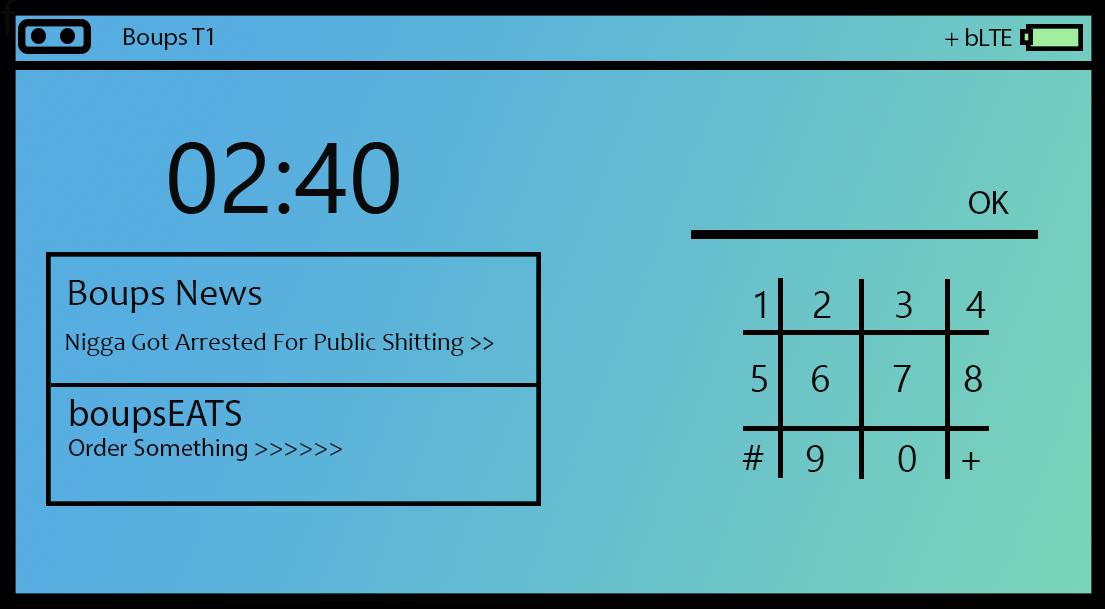 f
Boups T1
+ bLTE
02:40
OK
Boups News
Nigga Got Arrested For Public Shitting >>
boupsEATS
Order Something >>>>>>
1 2 3 4
5 6 7 8
# 9 0 +